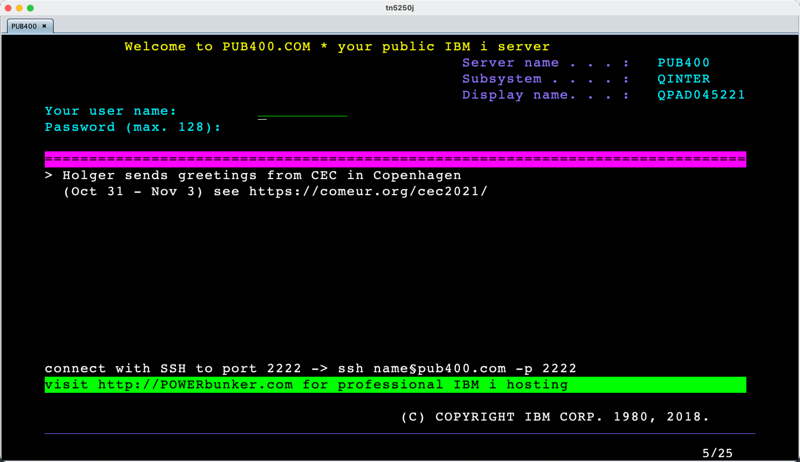 tn5250j
PUB400 ×
Welcome to PUB400.COM * your public IBM i server
Server name . . . : PUB400
Subsystem . . . . : QINTER
Display name. . . : QPAD045221
Your user name:
Password (max. 128):
===============================================================================
> Holger sends greetings from CEC in Copenhagen
(Oct 31 - Nov 3) see https://comeur.org/cec2021/
connect with SSH to port 2222 -> ssh name§pub400.com -p 2222
visit http://POWERbunker.com for professional IBM i hosting
(C) COPYRIGHT IBM CORP. 1980, 2018.
5/25